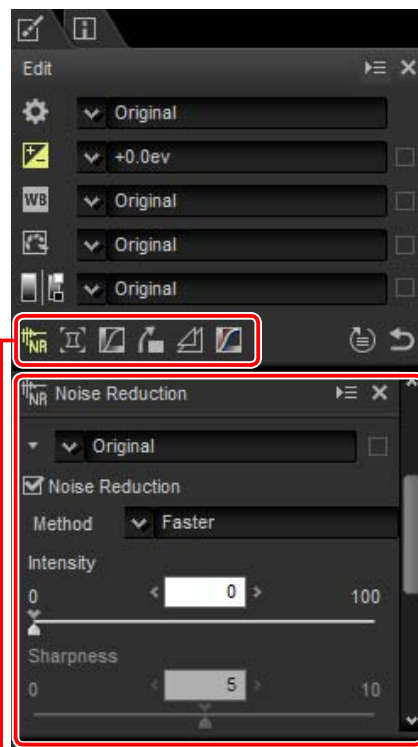 Edit
Original
+0.0ev
WB Original
Original
Original
NR
NR Noise Reduction
Original
Noise Reduction
Method Faster
Intensity
0 0 100
Sharpness
0 5 10